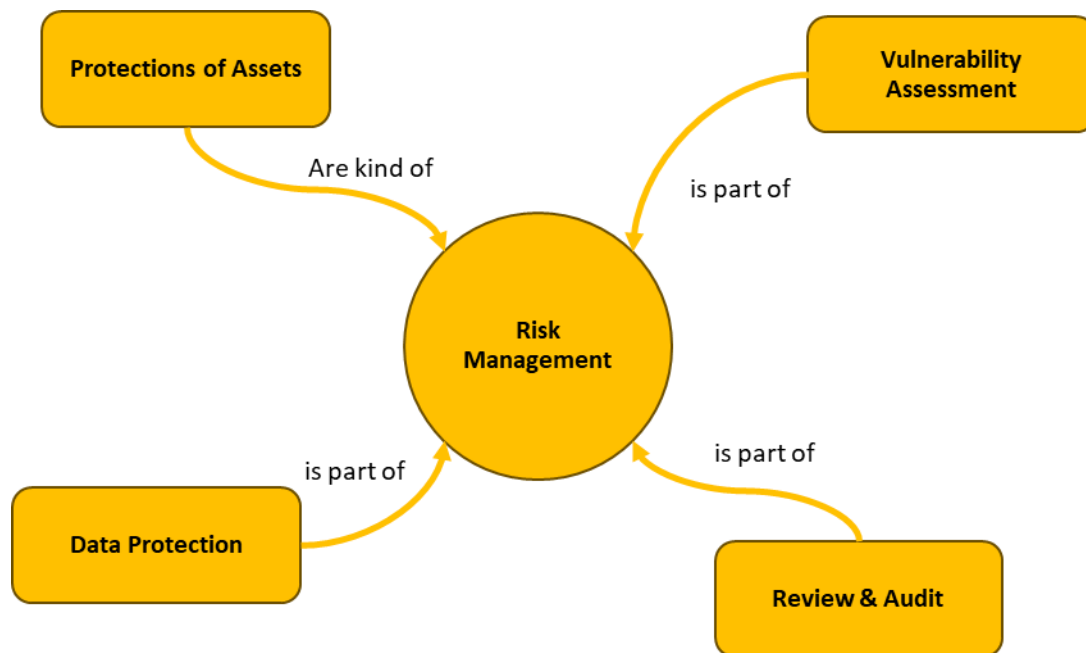 Protections of Assets
Vulnerability
Assessment
Are kind of
is part of
Risk
Management
is part of
is part of
Data Protection
Review & Audit